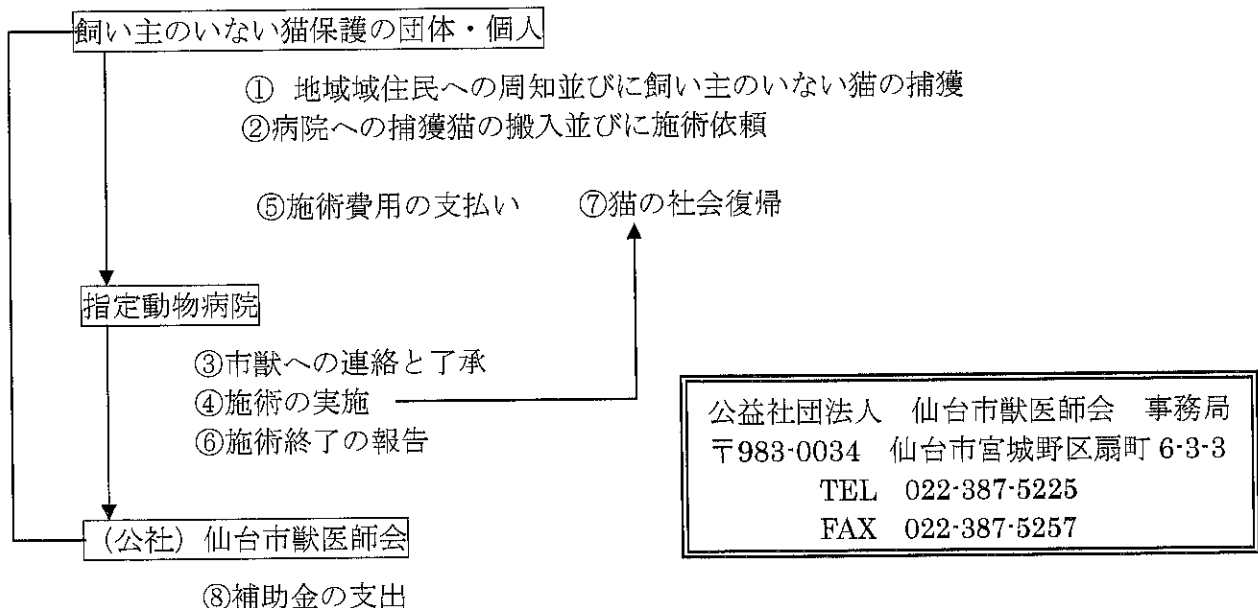 飼い主のいない猫保護の団体・個人
① 地域域住民への周知並びに飼い主のいない猫の捕獲
②病院への捕獲猫の搬入並びに施術依頼
⑤施術費用の支払い ⑦猫の社会復帰
指定動物病院
③市獣への連絡と了承
④施術の実施
⑥施術終了の報告
(公社)仙台市獣医師会
⑧補助金の支出
公益社団法人 仙台市獣医師会 事務局
〒983-0034 仙台市宮城野区扇町 6-3-3
TEL 022-387-5225
FAX 022-387-5257